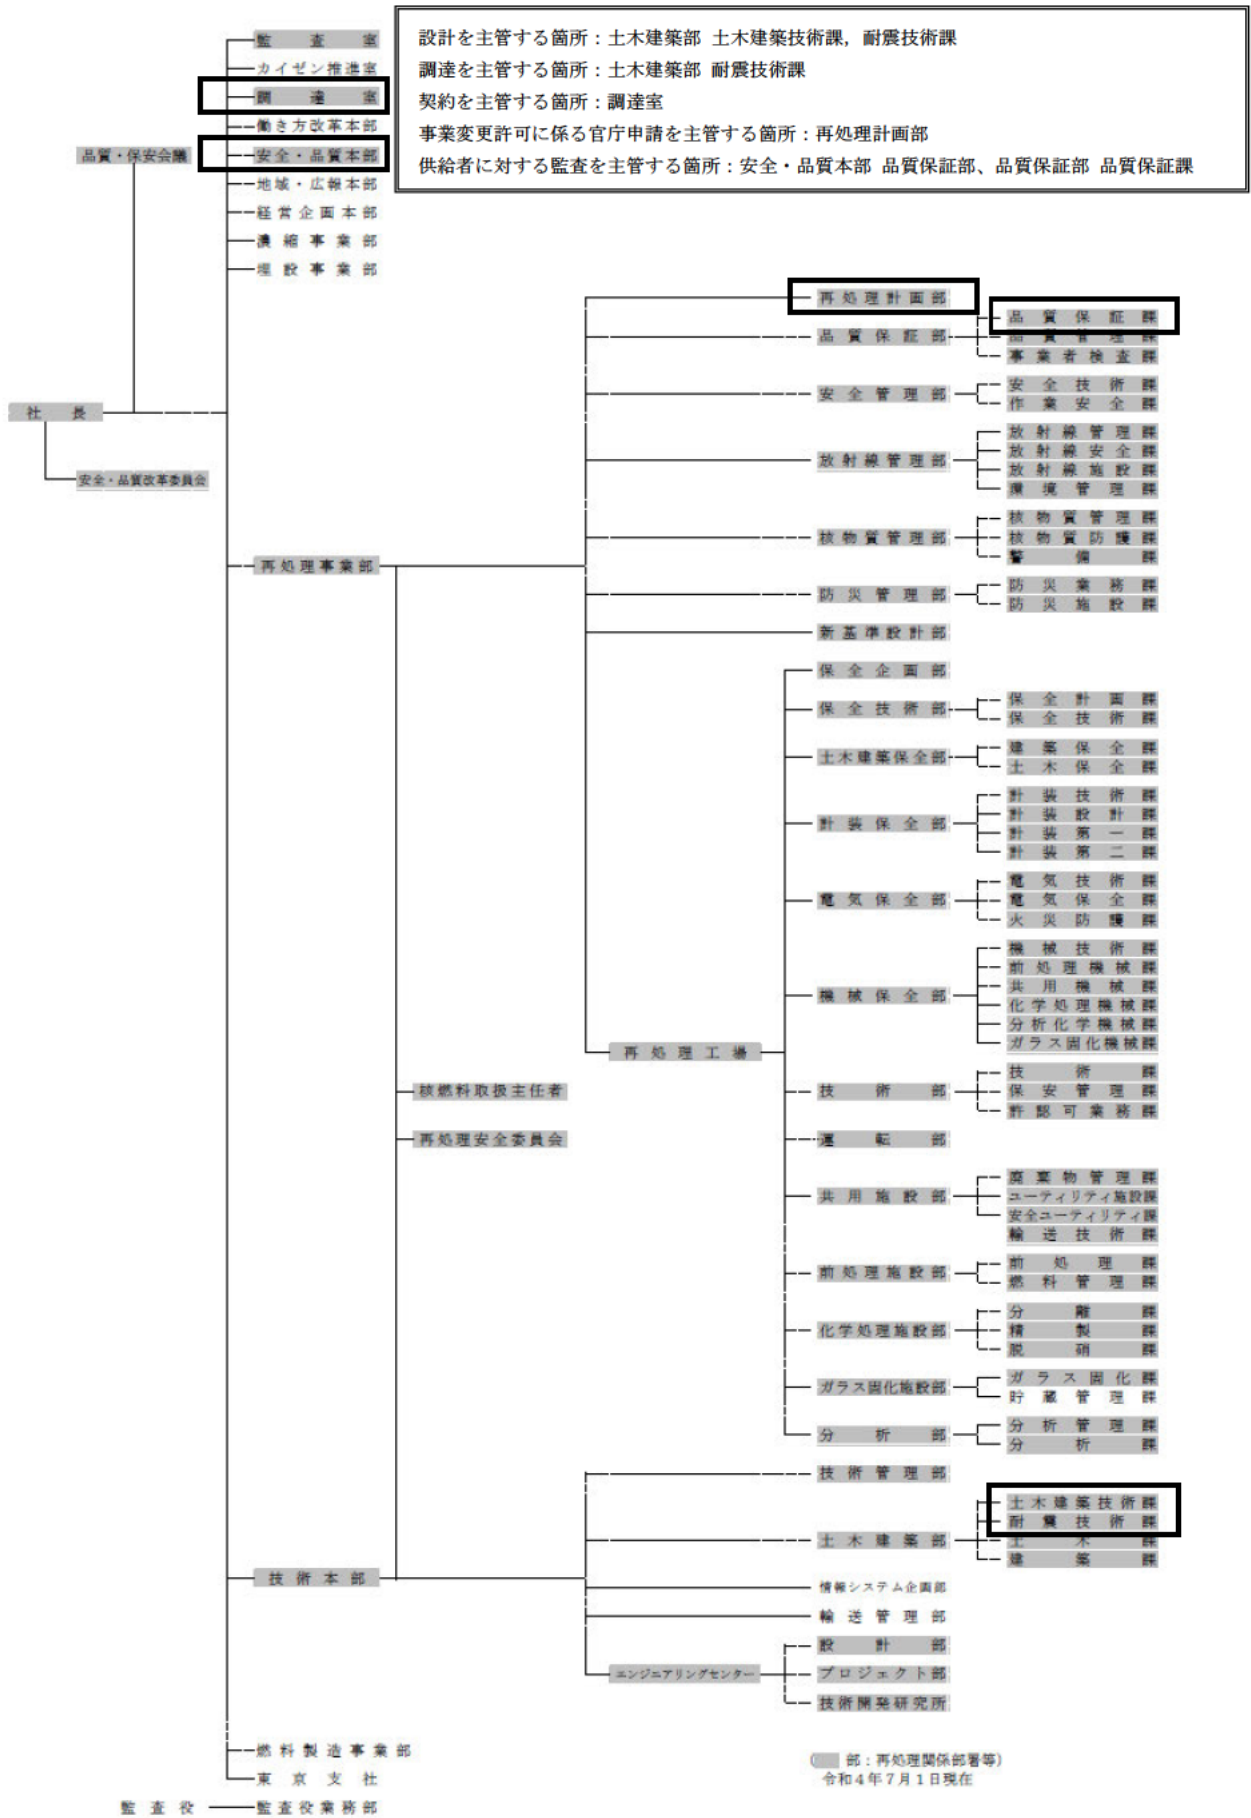 設計を主管する箇所：土木建築部 土木建築技術課，耐震技術課
調達を主管する箇所：土木建築部 耐震技術課
契約を主管する箇所：調達室
事業変更許可に係る官庁申請を主管する箇所：再処理計画部
供給者に対する監査を主管する箇所：安全・品質本部 品質保証部、品質保証部 品質保証課
監査室
カイゼン推進室
調達室
働き方改革本部
品質・保安会議
安全・品質本部
地域・広報本部
経営企画本部
濃縮事業部
埋設事業部
社長
安全・品質改革委員会
再処理事業部
再処理計画部
品質保証部
品質保証課
品質管理課
事業者検査課
安全管理部
安全技術課
作業安全課
放射線管理部
放射線管理課
放射線安全課
放射線施設課
環境管理課
核物質管理部
核物質管理課
核物質防護課
警備課
防災管理部
防災業務課
防災施設課
新基準設計部
核燃料取扱主任者
再処理安全委員会
再処理工場
保全企画部
保全技術部
保全計画課
保全技術課
土木建築保全部
建築保全課
土木保全課
計装保全部
計装技術課
計装設計課
計装第一課
計装第二課
電気保全部
電気技術課
電気保全課
火災防護課
機械保全部
機械技術課
前処理機械課
共用機械課
化学処理機械課
分析化学機械課
ガラス固化機械課
技術部
技術課
保安管理課
許認可業務課
運転部
共用施設部
廃棄物管理課
ユーティリティ施設課
安全ユーティリティ課
輸送技術課
前処理施設部
前処理課
燃料管理課
化学処理施設部
分離課
精製課
脱硝課
ガラス固化施設部
ガラス固化課
貯蔵管理課
分析部
分析管理課
分析課
技術本部
技術管理部
土木建築部
土木建築技術課
耐震技術課
土木課
建築課
情報システム企画部
輸送管理部
エンジニアリングセンター
設計部
プロジェクト部
技術開発研究所
燃料製造事業部
東京支社
監査役
監査役業務部
（ 部：再処理関係部署等）
令和4年7月1日現在